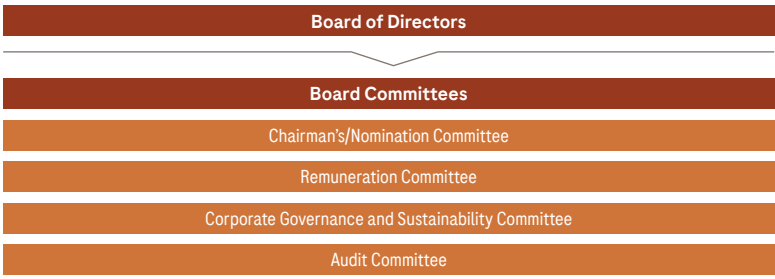 Board of Directors
Board Committees
Chairman's/Nomination Committee
Remuneration Committee
Corporate Governance and Sustainability Committee
Audit Committee